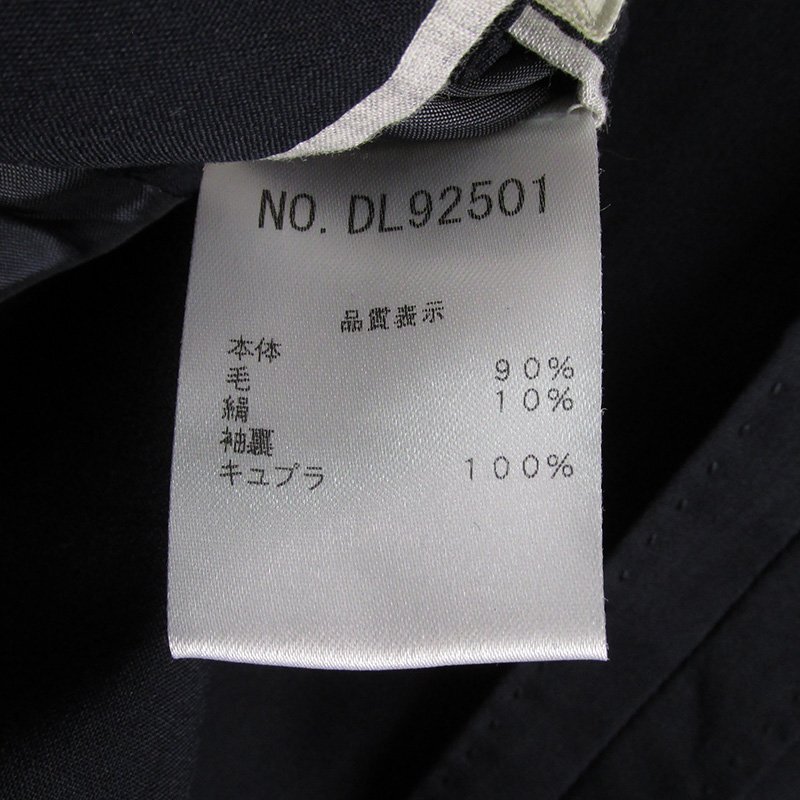 NO. DL92501
品質表示
本体
毛 90%
絹 10%
袖裏
キュプラ 100%